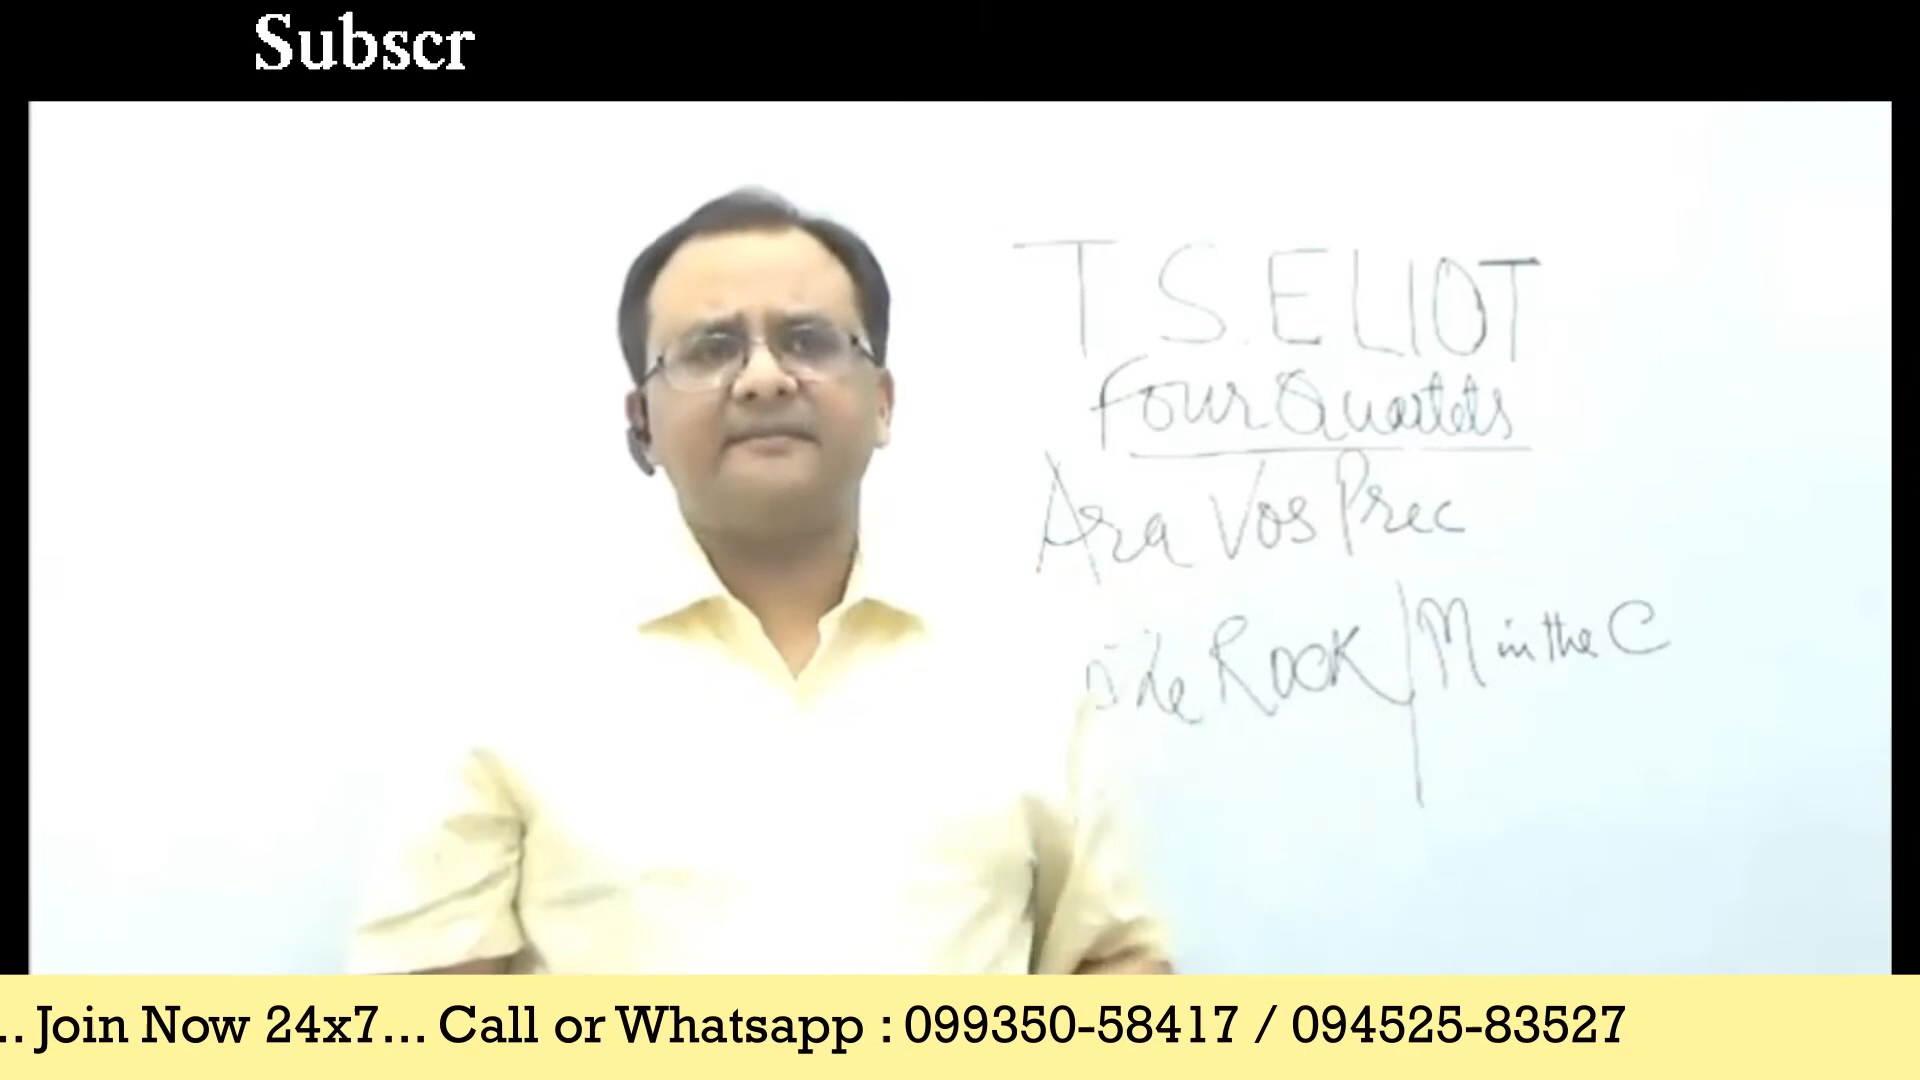 Subscr
T S. ELIOT
Four Quartets
Ara Vos Prec
The Rock / M in the C
.. Join Now 24x7... Call or Whatsapp : 099350-58417 / 094525-83527